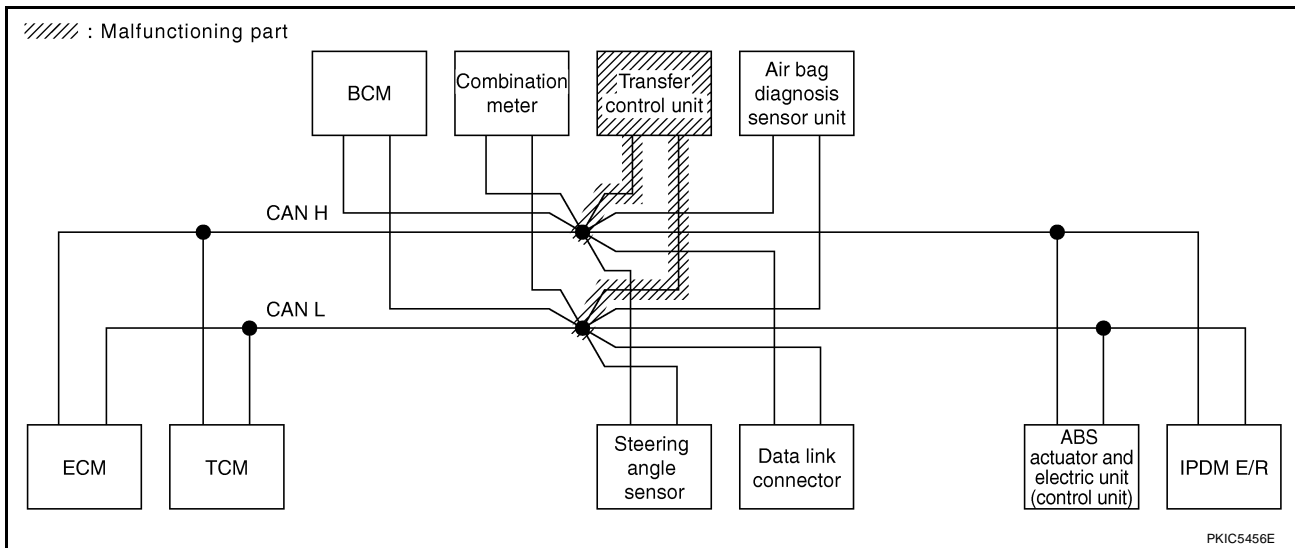 : Malfunctioning part
BCM
Combination
meter
Transfer
control unit
Air bag
diagnosis
sensor unit
CAN H
CAN L
ECM
TCM
Steering
angle
sensor
Data link
connector
ABS
actuator and
electric unit
(control unit)
IPDM E/R
PKIC5456E